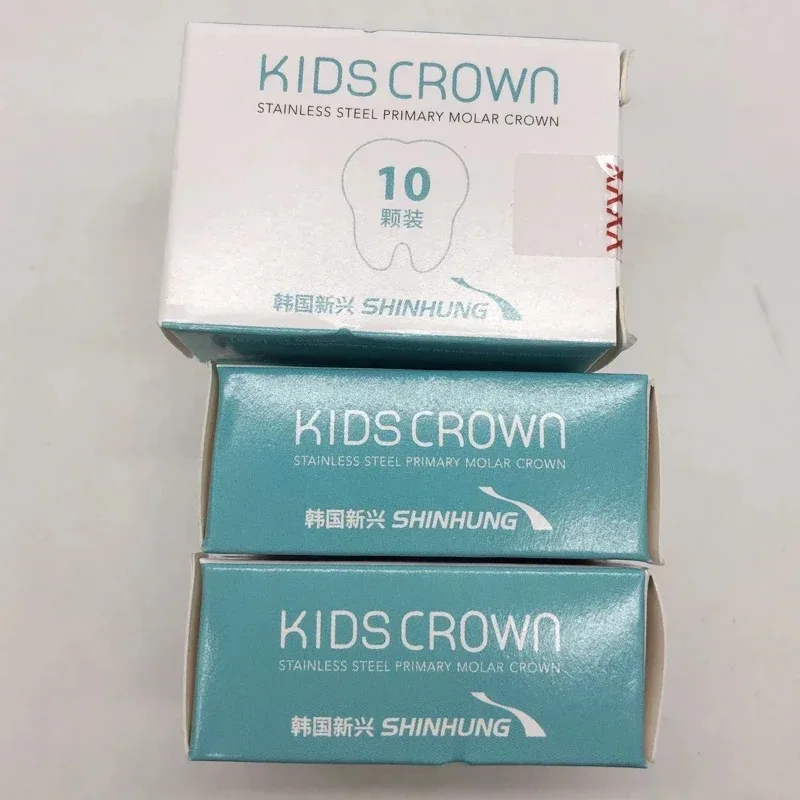 KIDS CROWN
STAINLESS STEEL PRIMARY MOLAR CROWN
10
颗装
韩国新兴 SHINHUNG
KIDS CROWN
STAINLESS STEEL PRIMARY MOLAR CROWN
韩国新兴 SHINHUNG
KIDS CROWN
STAINLESS STEEL PRIMARY MOLAR CROWN
韩国新兴 SHINHUNG